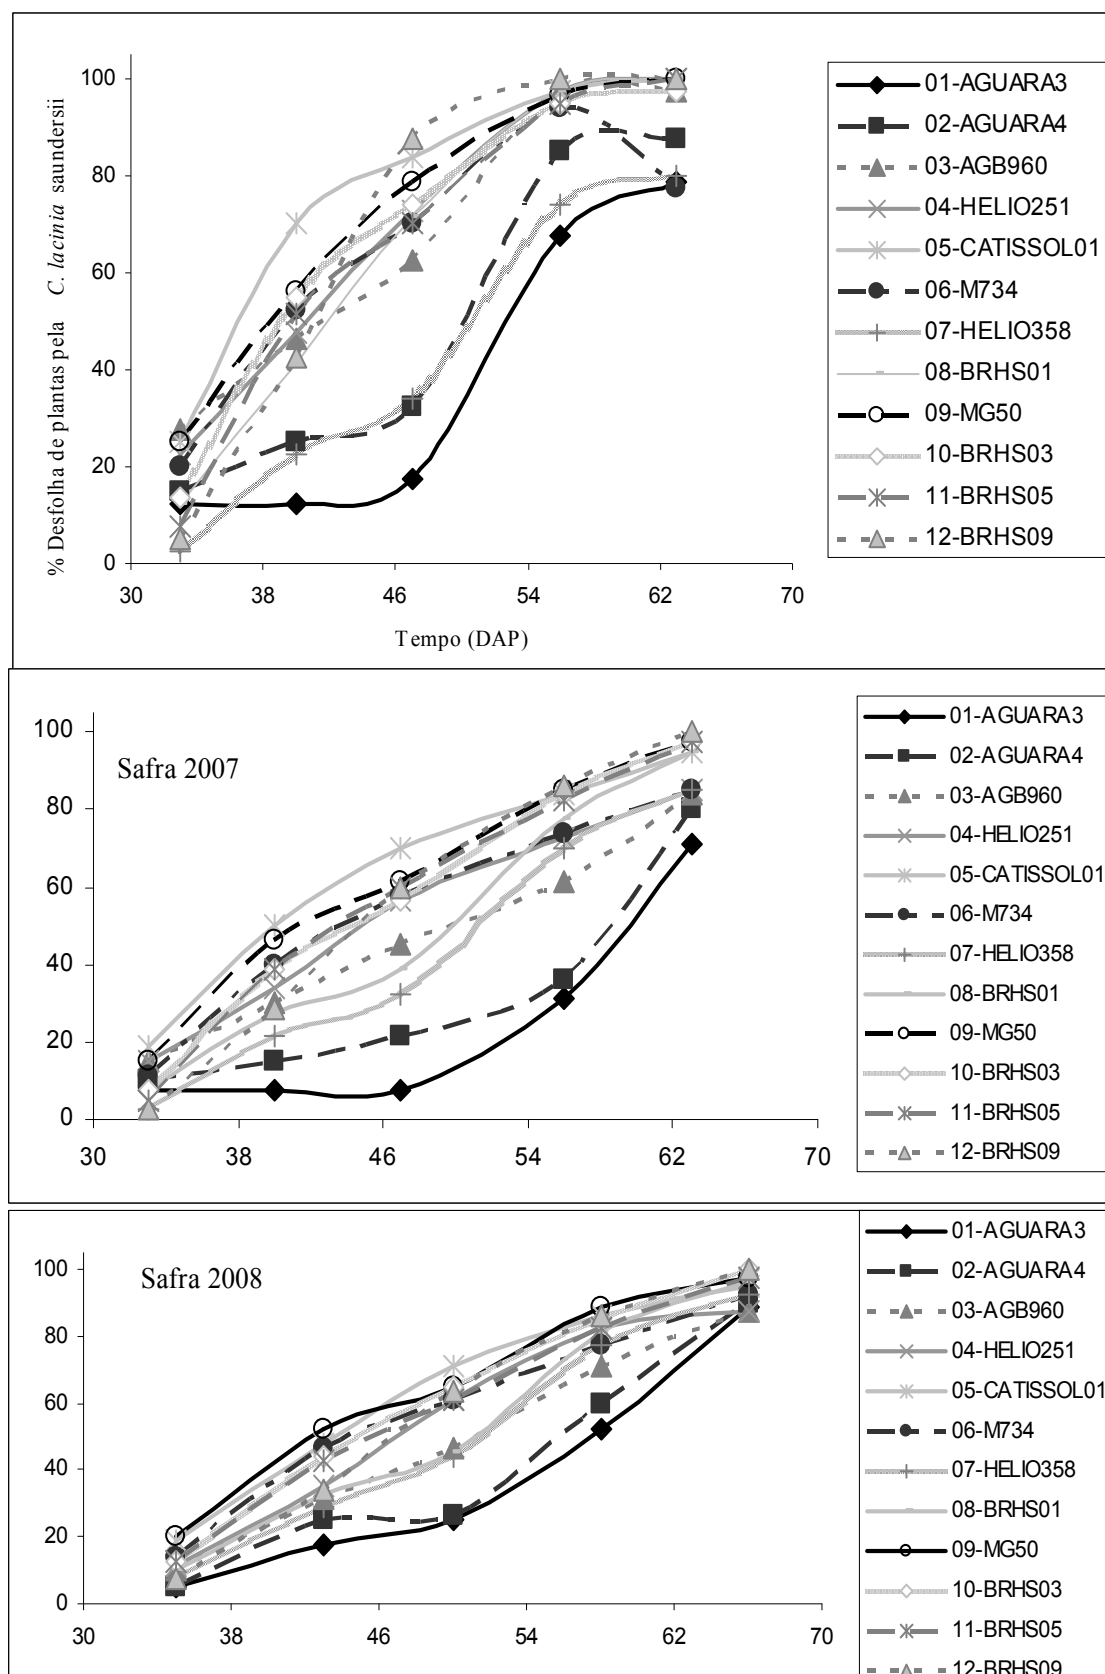 % Desfolha de plantas pela C. lacinia saundersii
100
80
60
40
20
0
30 38 46 54 62 70
Tempo (DAP)
01-AGUARA3
02-AGUARA4
03-AGB960
04-HELIO251
05-CATISSOL01
06-M734
07-HELIO358
08-BRHS01
09-MG50
10-BRHS03
11-BRHS05
12-BRHS09
Safra 2007
100
80
60
40
20
0
30 38 46 54 62 70
01-AGUARA3
02-AGUARA4
03-AGB960
04-HELIO251
05-CATISSOL01
06-M734
07-HELIO358
08-BRHS01
09-MG50
10-BRHS03
11-BRHS05
12-BRHS09
Safra 2008
100
80
60
40
20
0
30 38 46 54 62 70
01-AGUARA3
02-AGUARA4
03-AGB960
04-HELIO251
05-CATISSOL01
06-M734
07-HELIO358
08-BRHS01
09-MG50
10-BRHS03
11-BRHS05
12-BRHS09